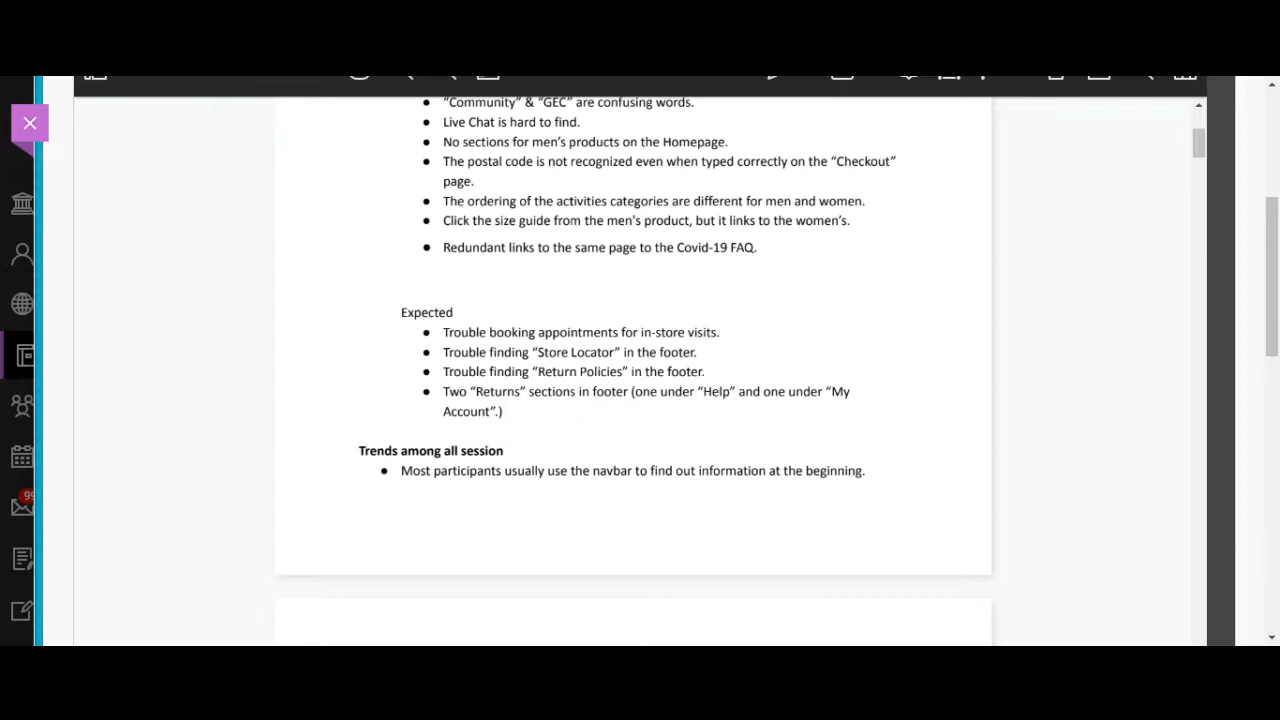 ● “Community” & “GEC” are confusing words.
● Live Chat is hard to find.
● No sections for men’s products on the Homepage.
● The postal code is not recognized even when typed correctly on the “Checkout”
page.
● The ordering of the activities categories are different for men and women.
● Click the size guide from the men's product, but it links to the women’s.
● Redundant links to the same page to the Covid-19 FAQ.
Expected
● Trouble booking appointments for in-store visits.
● Trouble finding “Store Locator” in the footer.
● Trouble finding “Return Policies” in the footer.
● Two “Returns” sections in footer (one under “Help” and one under “My
Account”.)
Trends among all session
● Most participants usually use the navbar to find out information at the beginning.